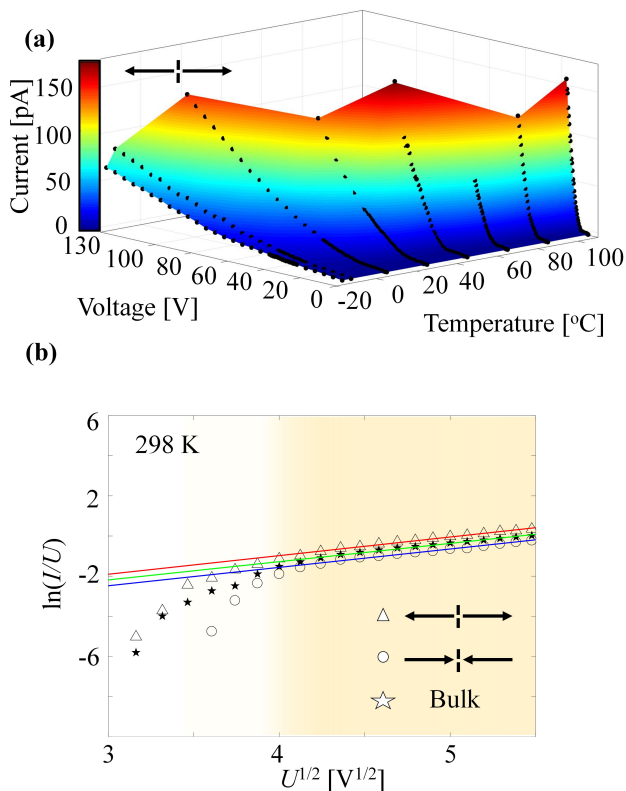 (a)
Current [pA]
150
100
50
0
130
100
80
60
40
20
0
Voltage [V]
-20
0
20
40
60
80
100
Temperature [°C]
(b)
298 K
6
2
-2
-6
ln(I/U)
Bulk
3
4
5
U^{1/2} [V^{1/2}]